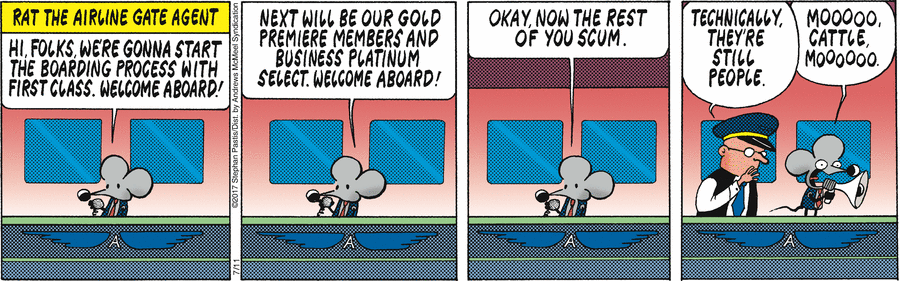 RAT THE AIRLINE GATE AGENT
HI, FOLKS. WE'RE GONNA START
THE BOARDING PROCESS WITH
FIRST CLASS. WELCOME ABOARD!
©2017 Stephan Pastis/Dist. by Andrews McMeel Syndication
7/11
A
NEXT WILL BE OUR GOLD
PREMIERE MEMBERS AND
BUSINESS PLATINUM
SELECT. WELCOME ABOARD!
A
OKAY, NOW THE REST
OF YOU SCUM.
A
TECHNICALLY,
THEY'RE
STILL
PEOPLE.
MOOOOO,
CATTLE,
MOOOOOO.
A